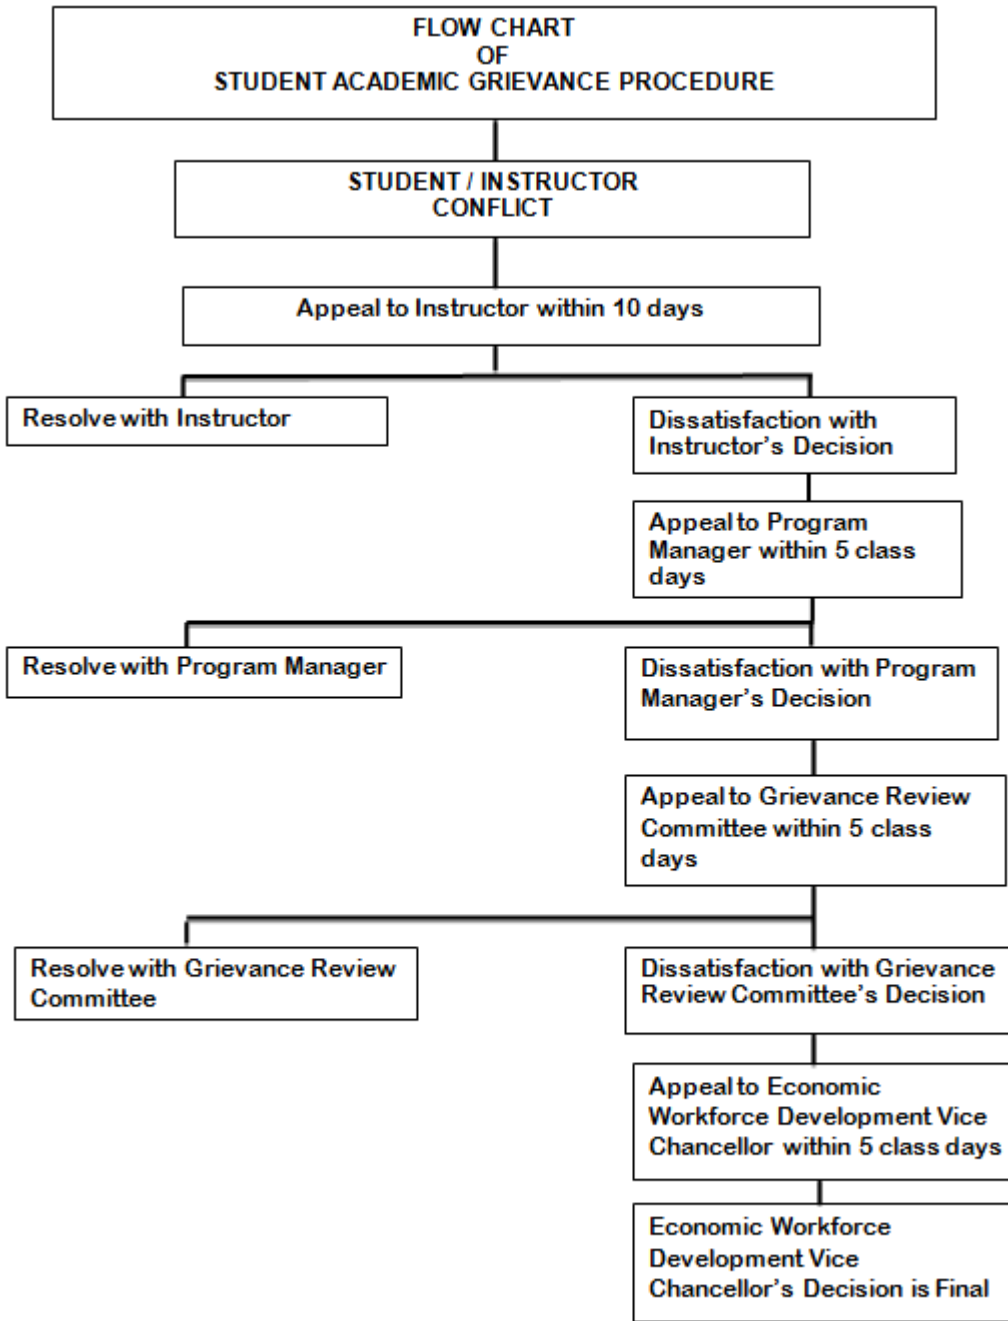 FLOW CHART
OF
STUDENT ACADEMIC GRIEVANCE PROCEDURE
STUDENT / INSTRUCTOR
CONFLICT
Appeal to Instructor within 10 days
Resolve with Instructor
Dissatisfaction with
Instructor's Decision
Appeal to Program
Manager within 5 class
days
Resolve with Program Manager
Dissatisfaction with Program
Manager's Decision
Appeal to Grievance Review
Committee within 5 class
days
Resolve with Grievance Review
Committee
Dissatisfaction with Grievance
Review Committee's Decision
Appeal to Economic
Workforce Development Vice
Chancellor within 5 class days
Economic Workforce
Development Vice
Chancellor's Decision is Final